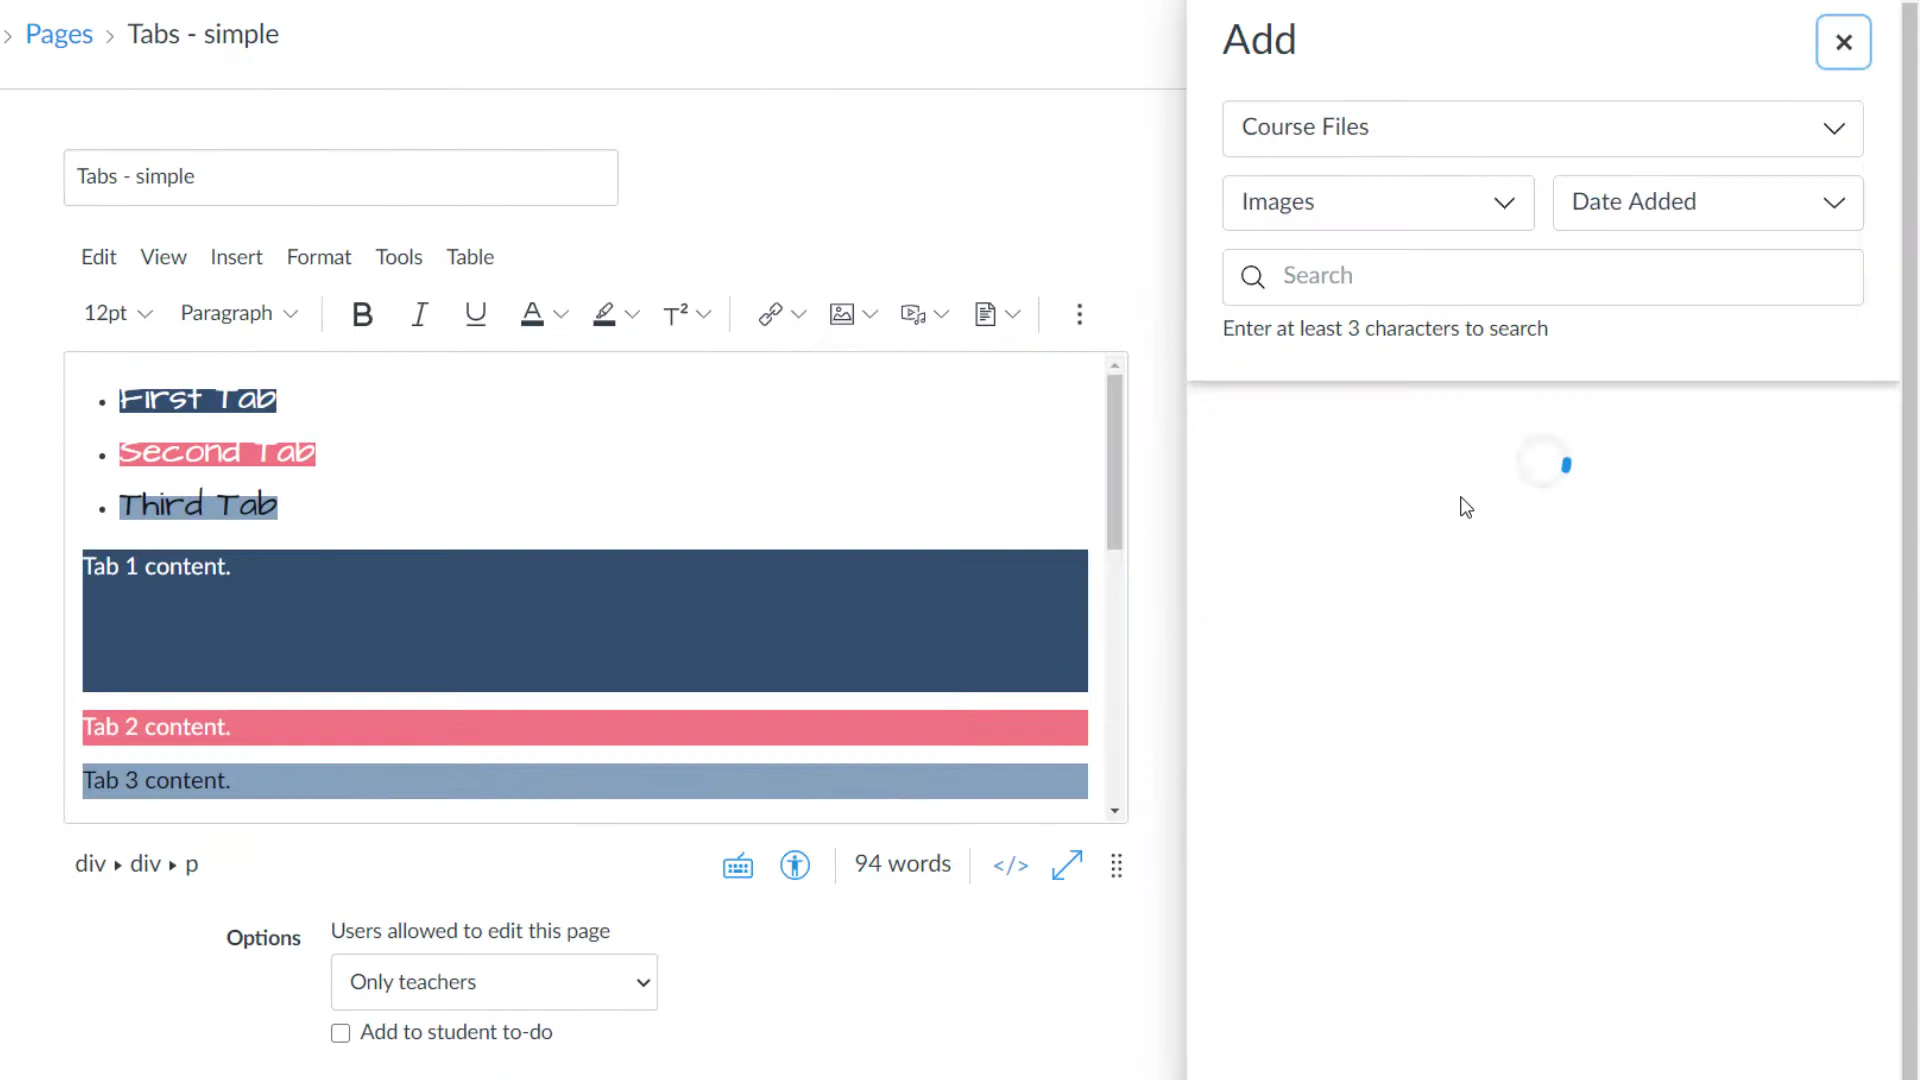 Pages > Tabs - simple
Tabs - simple
Edit View Insert Format Tools Table
12pt Paragraph B I U A T²
First Tab
Second Tab
Third Tab
Tab 1 content.
Tab 2 content.
Tab 3 content.
div ▸ div ▸ p
94 words </>
Options
Users allowed to edit this page
Only teachers
Add to student to-do
Add
Course Files
Images
Date Added
Search
Enter at least 3 characters to search